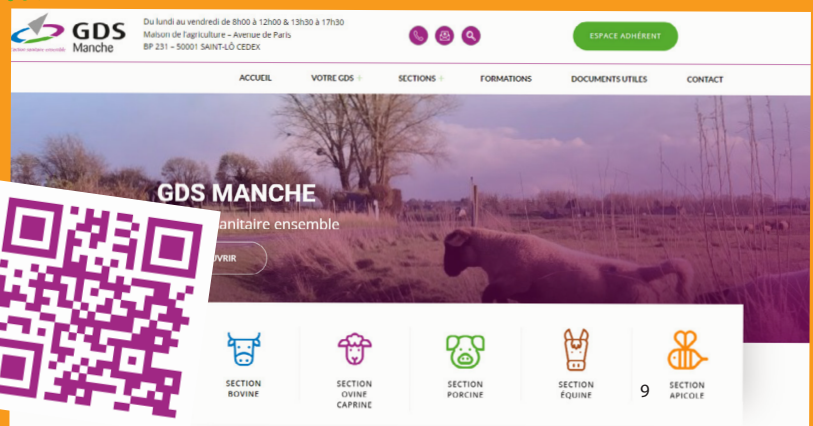 GDS
Manche
L'action sanitaire ensemble
Du lundi au vendredi de 8h00 à 12h00 & 13h30 à 17h30
Maison de l'agriculture – Avenue de Paris
BP 231 – 50001 SAINT-LÔ CEDEX
ESPACE ADHÉRENT
ACCUEIL
VOTRE GDS +
SECTIONS +
FORMATIONS
DOCUMENTS UTILES
CONTACT
GDS MANCHE
anitaire ensemble
UVRIR
SECTION
BOVINE
SECTION
OVINE
CAPRINE
SECTION
PORCINE
SECTION
ÉQUINE
9
SECTION
APICOLE